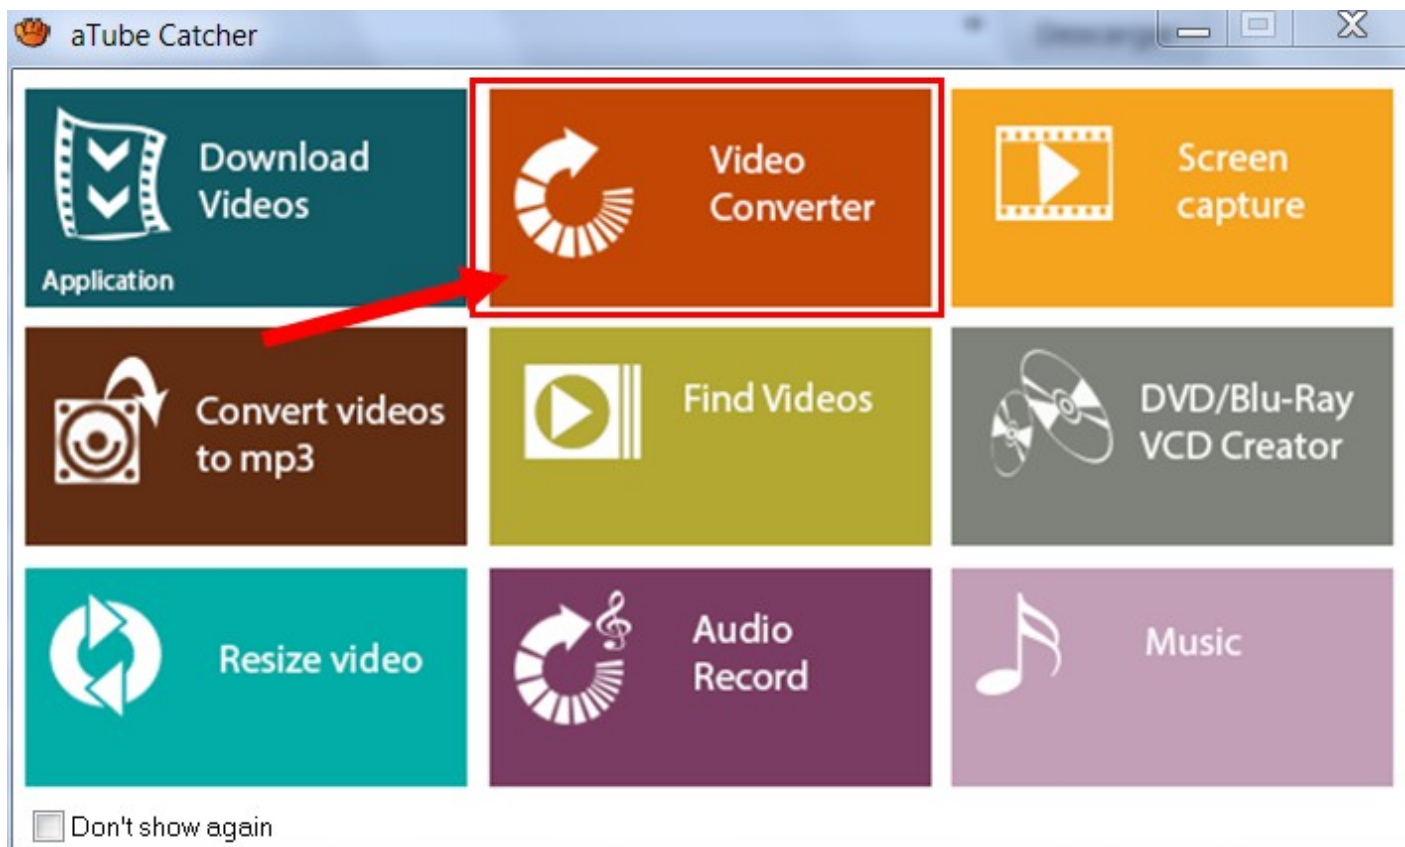 aTube Catcher
Download
Videos
Application
Video
Converter
Screen
capture
Convert videos
to mp3
Find Videos
DVD/Blu-Ray
VCD Creator
Resize video
Audio
Record
Music
Don't show again